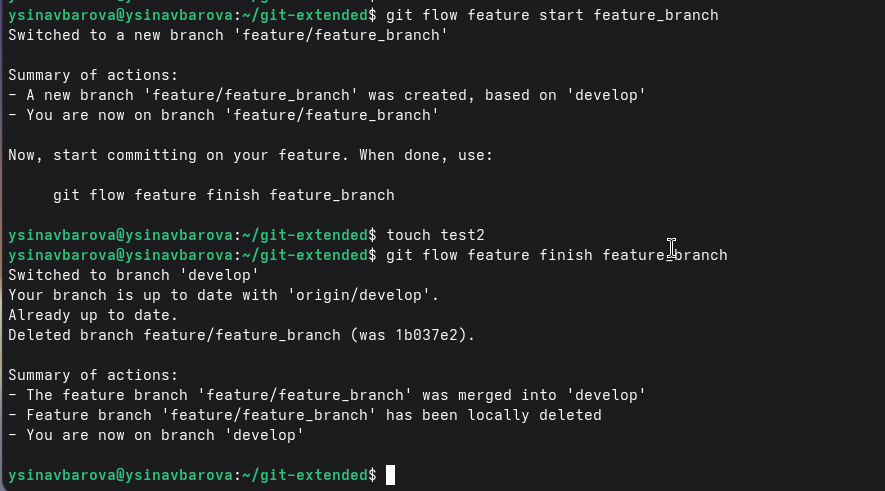 ysinavbarova@ysinavbarova:~/git-extended$ git flow feature start feature_branch
Switched to a new branch 'feature/feature_branch'
Summary of actions:
- A new branch 'feature/feature_branch' was created, based on 'develop'
- You are now on branch 'feature/feature_branch'
Now, start committing on your feature. When done, use:
git flow feature finish feature_branch
ysinavbarova@ysinavbarova:~/git-extended$ touch test2
ysinavbarova@ysinavbarova:~/git-extended$ git flow feature finish feature_branch
Switched to branch 'develop'
Your branch is up to date with 'origin/develop'.
Already up to date.
Deleted branch feature/feature_branch (was 1b037e2).
Summary of actions:
- The feature branch 'feature/feature_branch' was merged into 'develop'
- Feature branch 'feature/feature_branch' has been locally deleted
- You are now on branch 'develop'
ysinavbarova@ysinavbarova:~/git-extended$